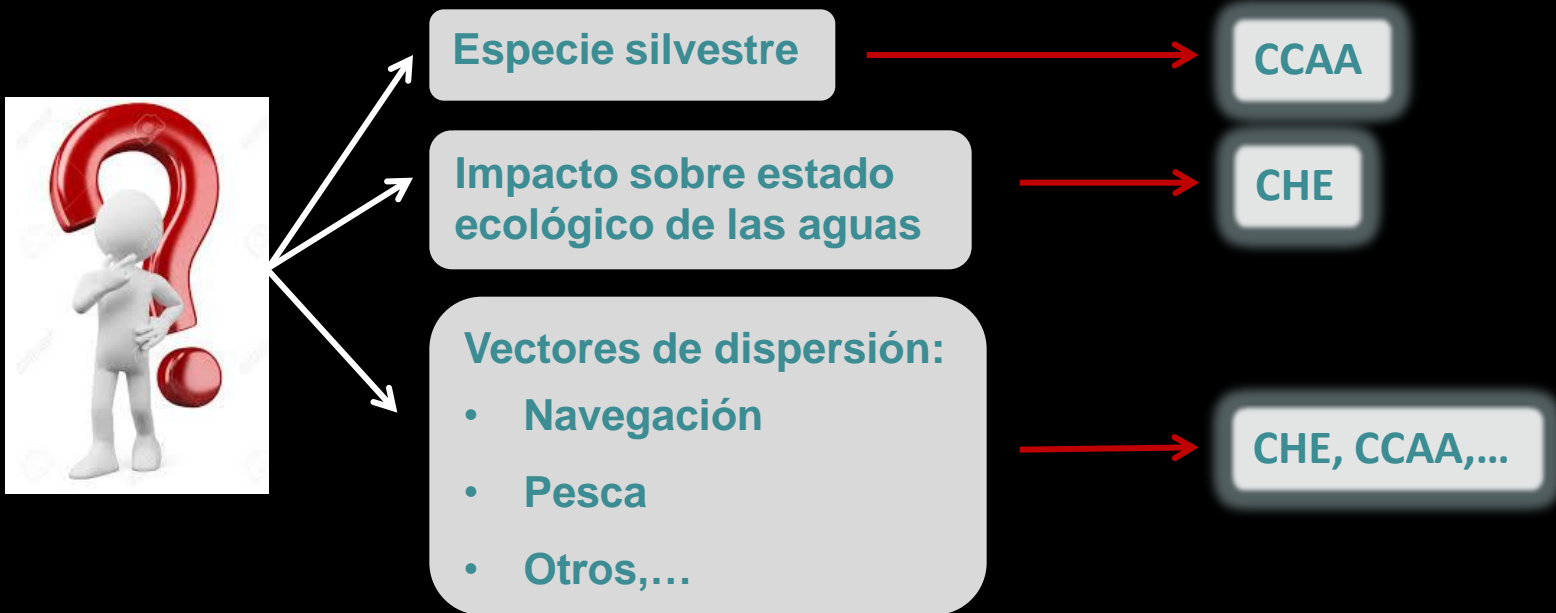 Especie silvestre
CCAA
Impacto sobre estado
ecológico de las aguas
CHE
Vectores de dispersión:
• Navegación
• Pesca
• Otros,…
CHE, CCAA,…